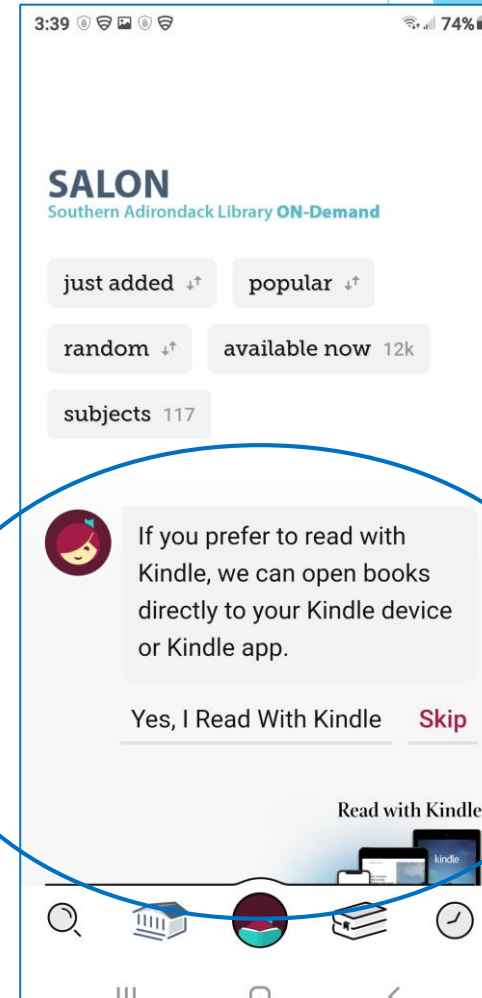 3:39 74%
SALON
Southern Adirondack Library ON-Demand
just added popular
random available now 12k
subjects 117
If you prefer to read with
Kindle, we can open books
directly to your Kindle device
or Kindle app.
Yes, I Read With Kindle Skip
Read with Kindle
kindle